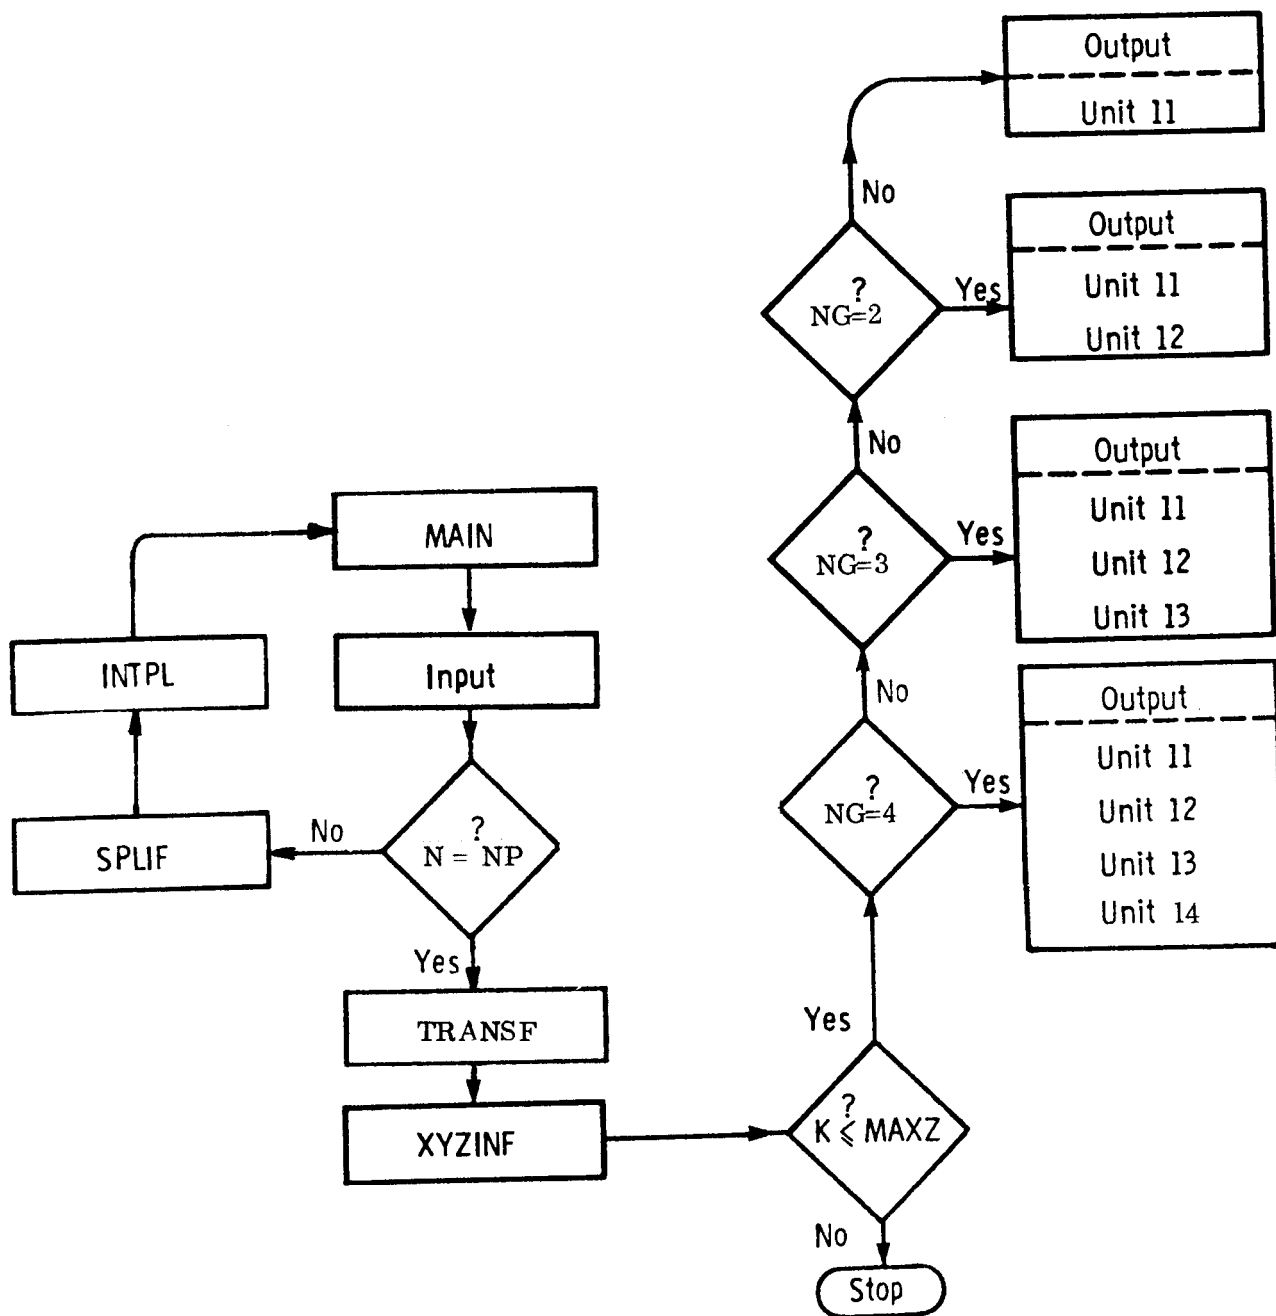 MAIN
Input
INTPL
SPLIF
No
?
N = NP
Yes
TRANSF
XYZINF
?
K ⩽ MAXZ
No
Stop
Yes
?
NG=4
Yes
Output
Unit 11
Unit 12
Unit 13
Unit 14
No
?
NG=3
Yes
Output
Unit 11
Unit 12
Unit 13
No
?
NG=2
Yes
Output
Unit 11
Unit 12
No
Output
Unit 11